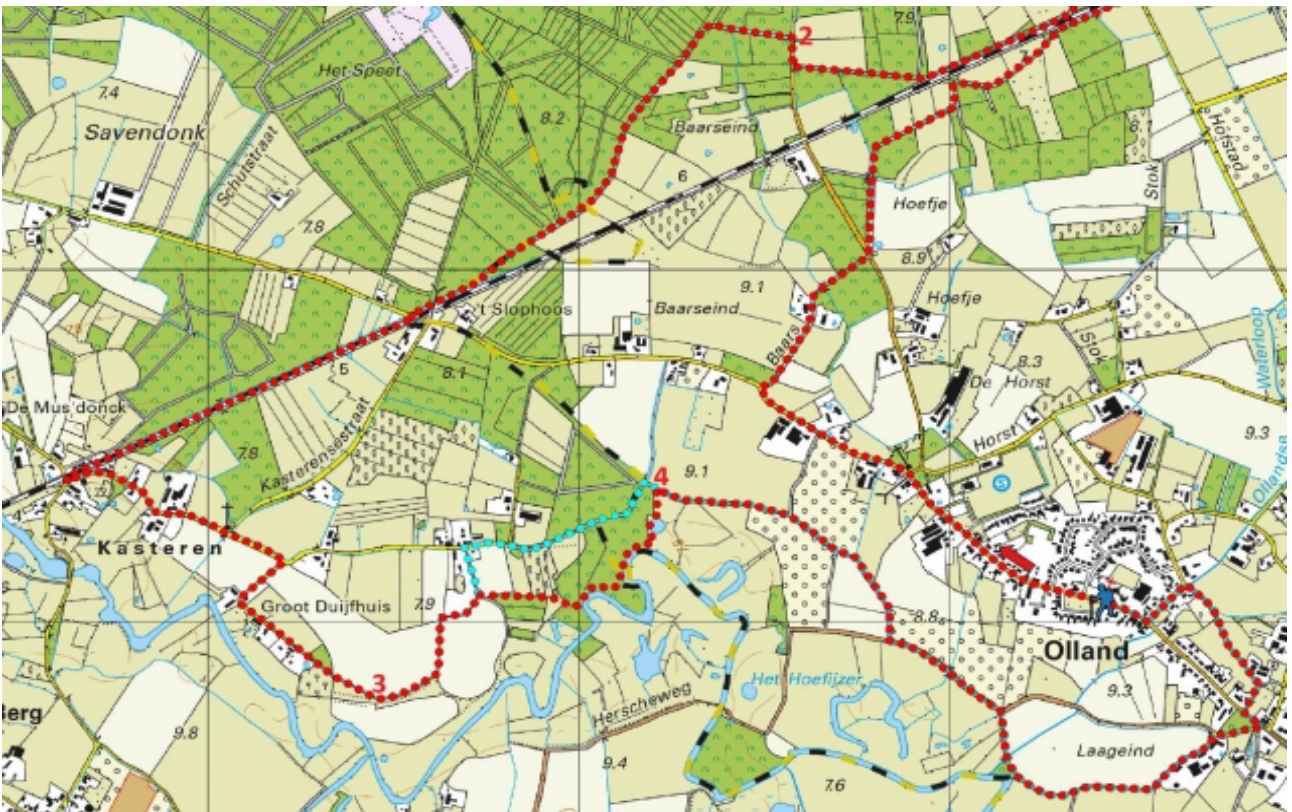 2
7.9
7
Het Speet
7.4
8.2
Baarseind
Savendonk
Schutstraat
6
Hofstad
Stok
7.8
Hoefje
8.9
9.1
't Slophoos
Baarseind
Hoefje
Baars
Stok
Waterloop
5
8.1
8.3
De Horst
De Mus'donck
Horst
9.3
7.8
Kasterensestraat
9.1
4
Ollandse
Kasteren
Groot Duijfhuis
7.9
8.8
Olland
3
Het Hoefijzer
9.3
Herscheweg
Berg
9.8
Laageind
9.4
7.6